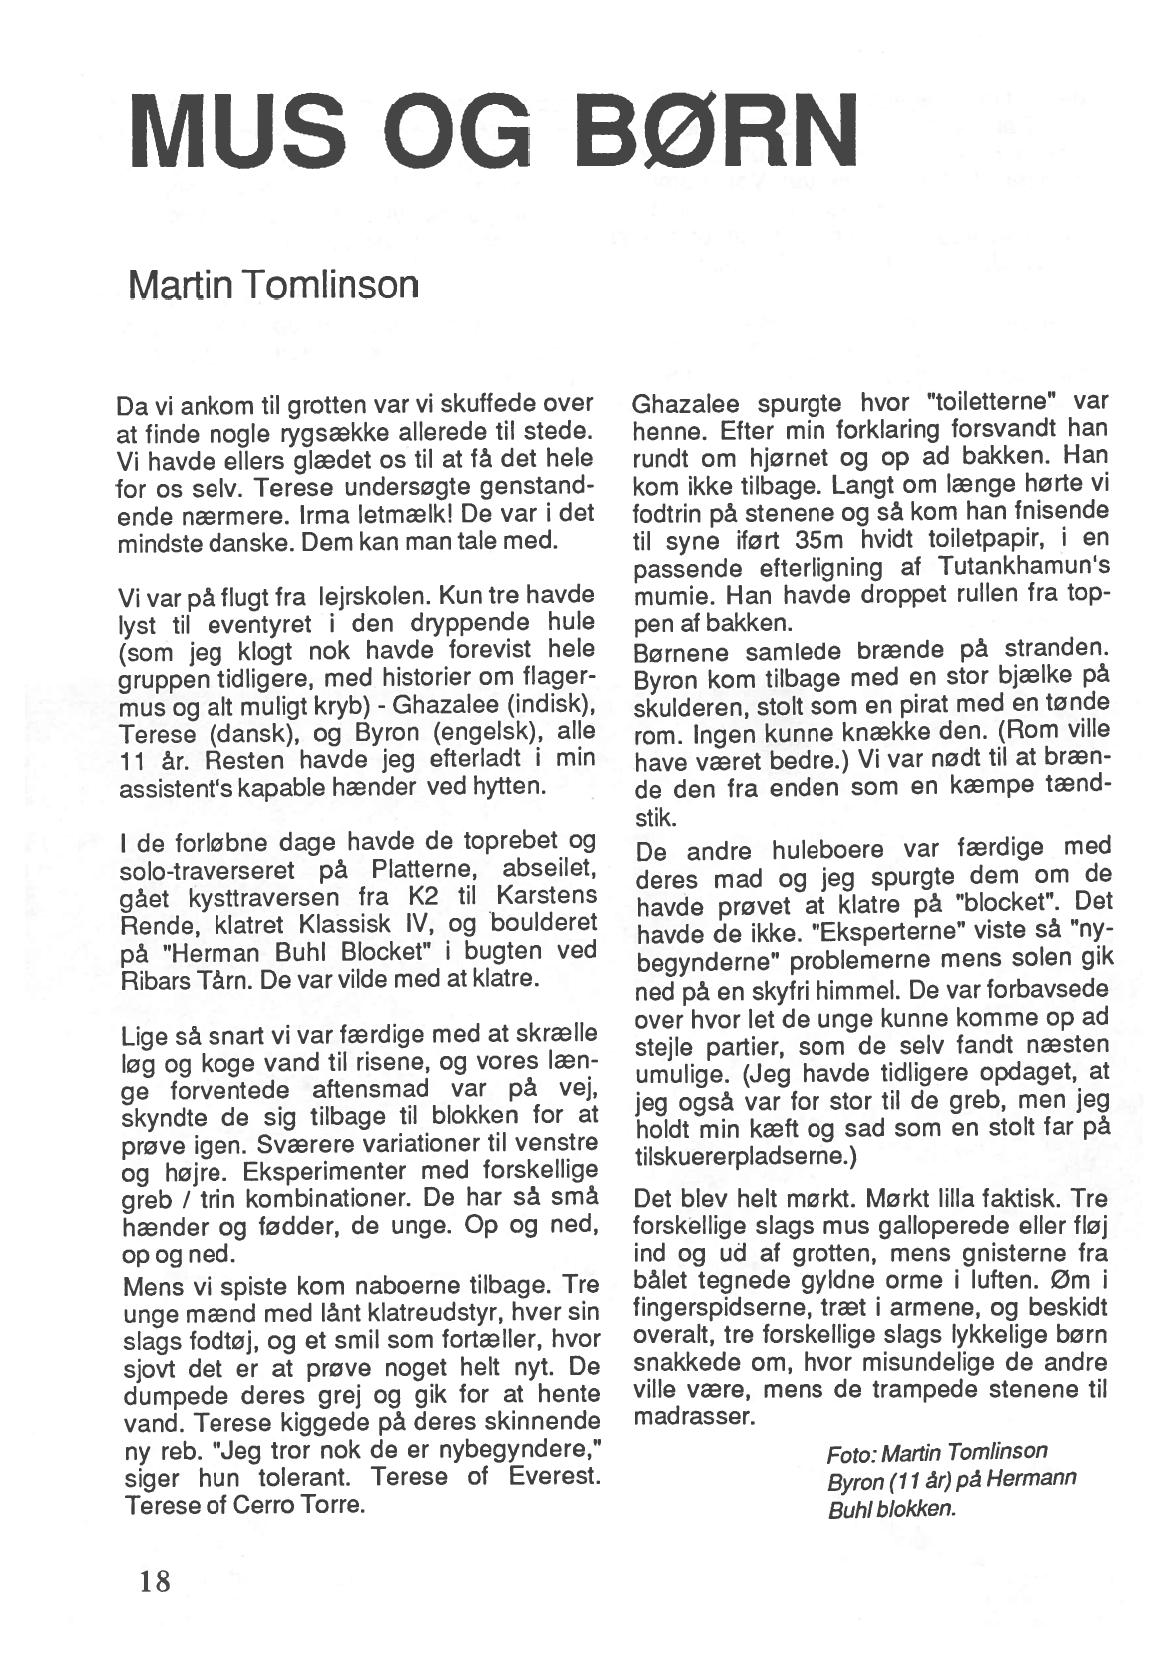 MUS OG BØRN
Martin Tomlinson
Da vi ankom til grotten var vi skuffede over
at finde nogle rygsække allerede til stede.
Vi havde ellers glædet os til at få det hele
for os selv. Terese undersøgte genstand-
ende nærmere. Irma letmælk! De var i det
mindste danske. Dem kan man tale med.
Vi var på flugt fra lejrskolen. Kun tre havde
lyst til eventyret i den dryppende hule
(som jeg klogt nok havde forevist hele
gruppen tidligere, med historier om flager-
mus og alt muligt kryb) - Ghazalee (indisk),
Terese (dansk), og Byron (engelsk), alle
11 år. Resten havde jeg efterladt i min
assistent's kapable hænder ved hytten.
I de forløbne dage havde de toprebet og
solo-traverseret på Platterne, abseilet,
gået kysttraversen fra K2 til Karstens
Rende, klatret Klassisk IV, og boulderet
på "Herman Buhl Blocket" i bugten ved
Ribars Tårn. De var vilde med at klatre.
Lige så snart vi var færdige med at skrælle
løg og koge vand til risene, og vores læn-
ge forventede aftensmad var på vej,
skyndte de sig tilbage til blokken for at
prøve igen. Sværere variationer til venstre
og højre. Eksperimenter med forskellige
greb / trin kombinationer. De har så små
hænder og fødder, de unge. Op og ned,
op og ned.
Mens vi spiste kom naboerne tilbage. Tre
unge mænd med lånt klatreudstyr, hver sin
slags fodtøj, og et smil som fortæller, hvor
sjovt det er at prøve noget helt nyt. De
dumpede deres grej og gik for at hente
vand. Terese kiggede på deres skinnende
ny reb. "Jeg tror nok de er nybegyndere,"
siger hun tolerant. Terese of Everest.
Terese of Cerro Torre.
Ghazalee spurgte hvor "toiletterne" var
henne. Efter min forklaring forsvandt han
rundt om hjørnet og op ad bakken. Han
kom ikke tilbage. Langt om længe hørte vi
fodtrin på stenene og så kom han fnisende
til syne iført 35m hvidt toiletpapir, i en
passende efterligning af Tutankhamun's
mumie. Han havde droppet rullen fra top-
pen af bakken.
Børnene samlede brænde på stranden.
Byron kom tilbage med en stor bjælke på
skulderen, stolt som en pirat med en tønde
rom. Ingen kunne knække den. (Rom ville
have været bedre.) Vi var nødt til at bræn-
de den fra enden som en kæmpe tænd-
stik.
De andre huleboere var færdige med
deres mad og jeg spurgte dem om de
havde prøvet at klatre på "blocket". Det
havde de ikke. "Eksperterne" viste så "ny-
begynderne" problemerne mens solen gik
ned på en skyfri himmel. De var forbavsede
over hvor let de unge kunne komme op ad
stejle partier, som de selv fandt næsten
umulige. (Jeg havde tidligere opdaget, at
jeg også var for stor til de greb, men jeg
holdt min kæft og sad som en stolt far på
tilskuererpladserne.)
Det blev helt mørkt. Mørkt lilla faktisk. Tre
forskellige slags mus galloperede eller fløj
ind og ud af grotten, mens gnisterne fra
bålet tegnede gyldne orme i luften. Øm i
fingerspidserne, træt i armene, og beskidt
overalt, tre forskellige slags lykkelige børn
snakkede om, hvor misundelige de andre
ville være, mens de trampede stenene til
madrasser.
Foto: Martin Tomlinson
Byron (11 år) på Hermann
Buhl blokken.
18